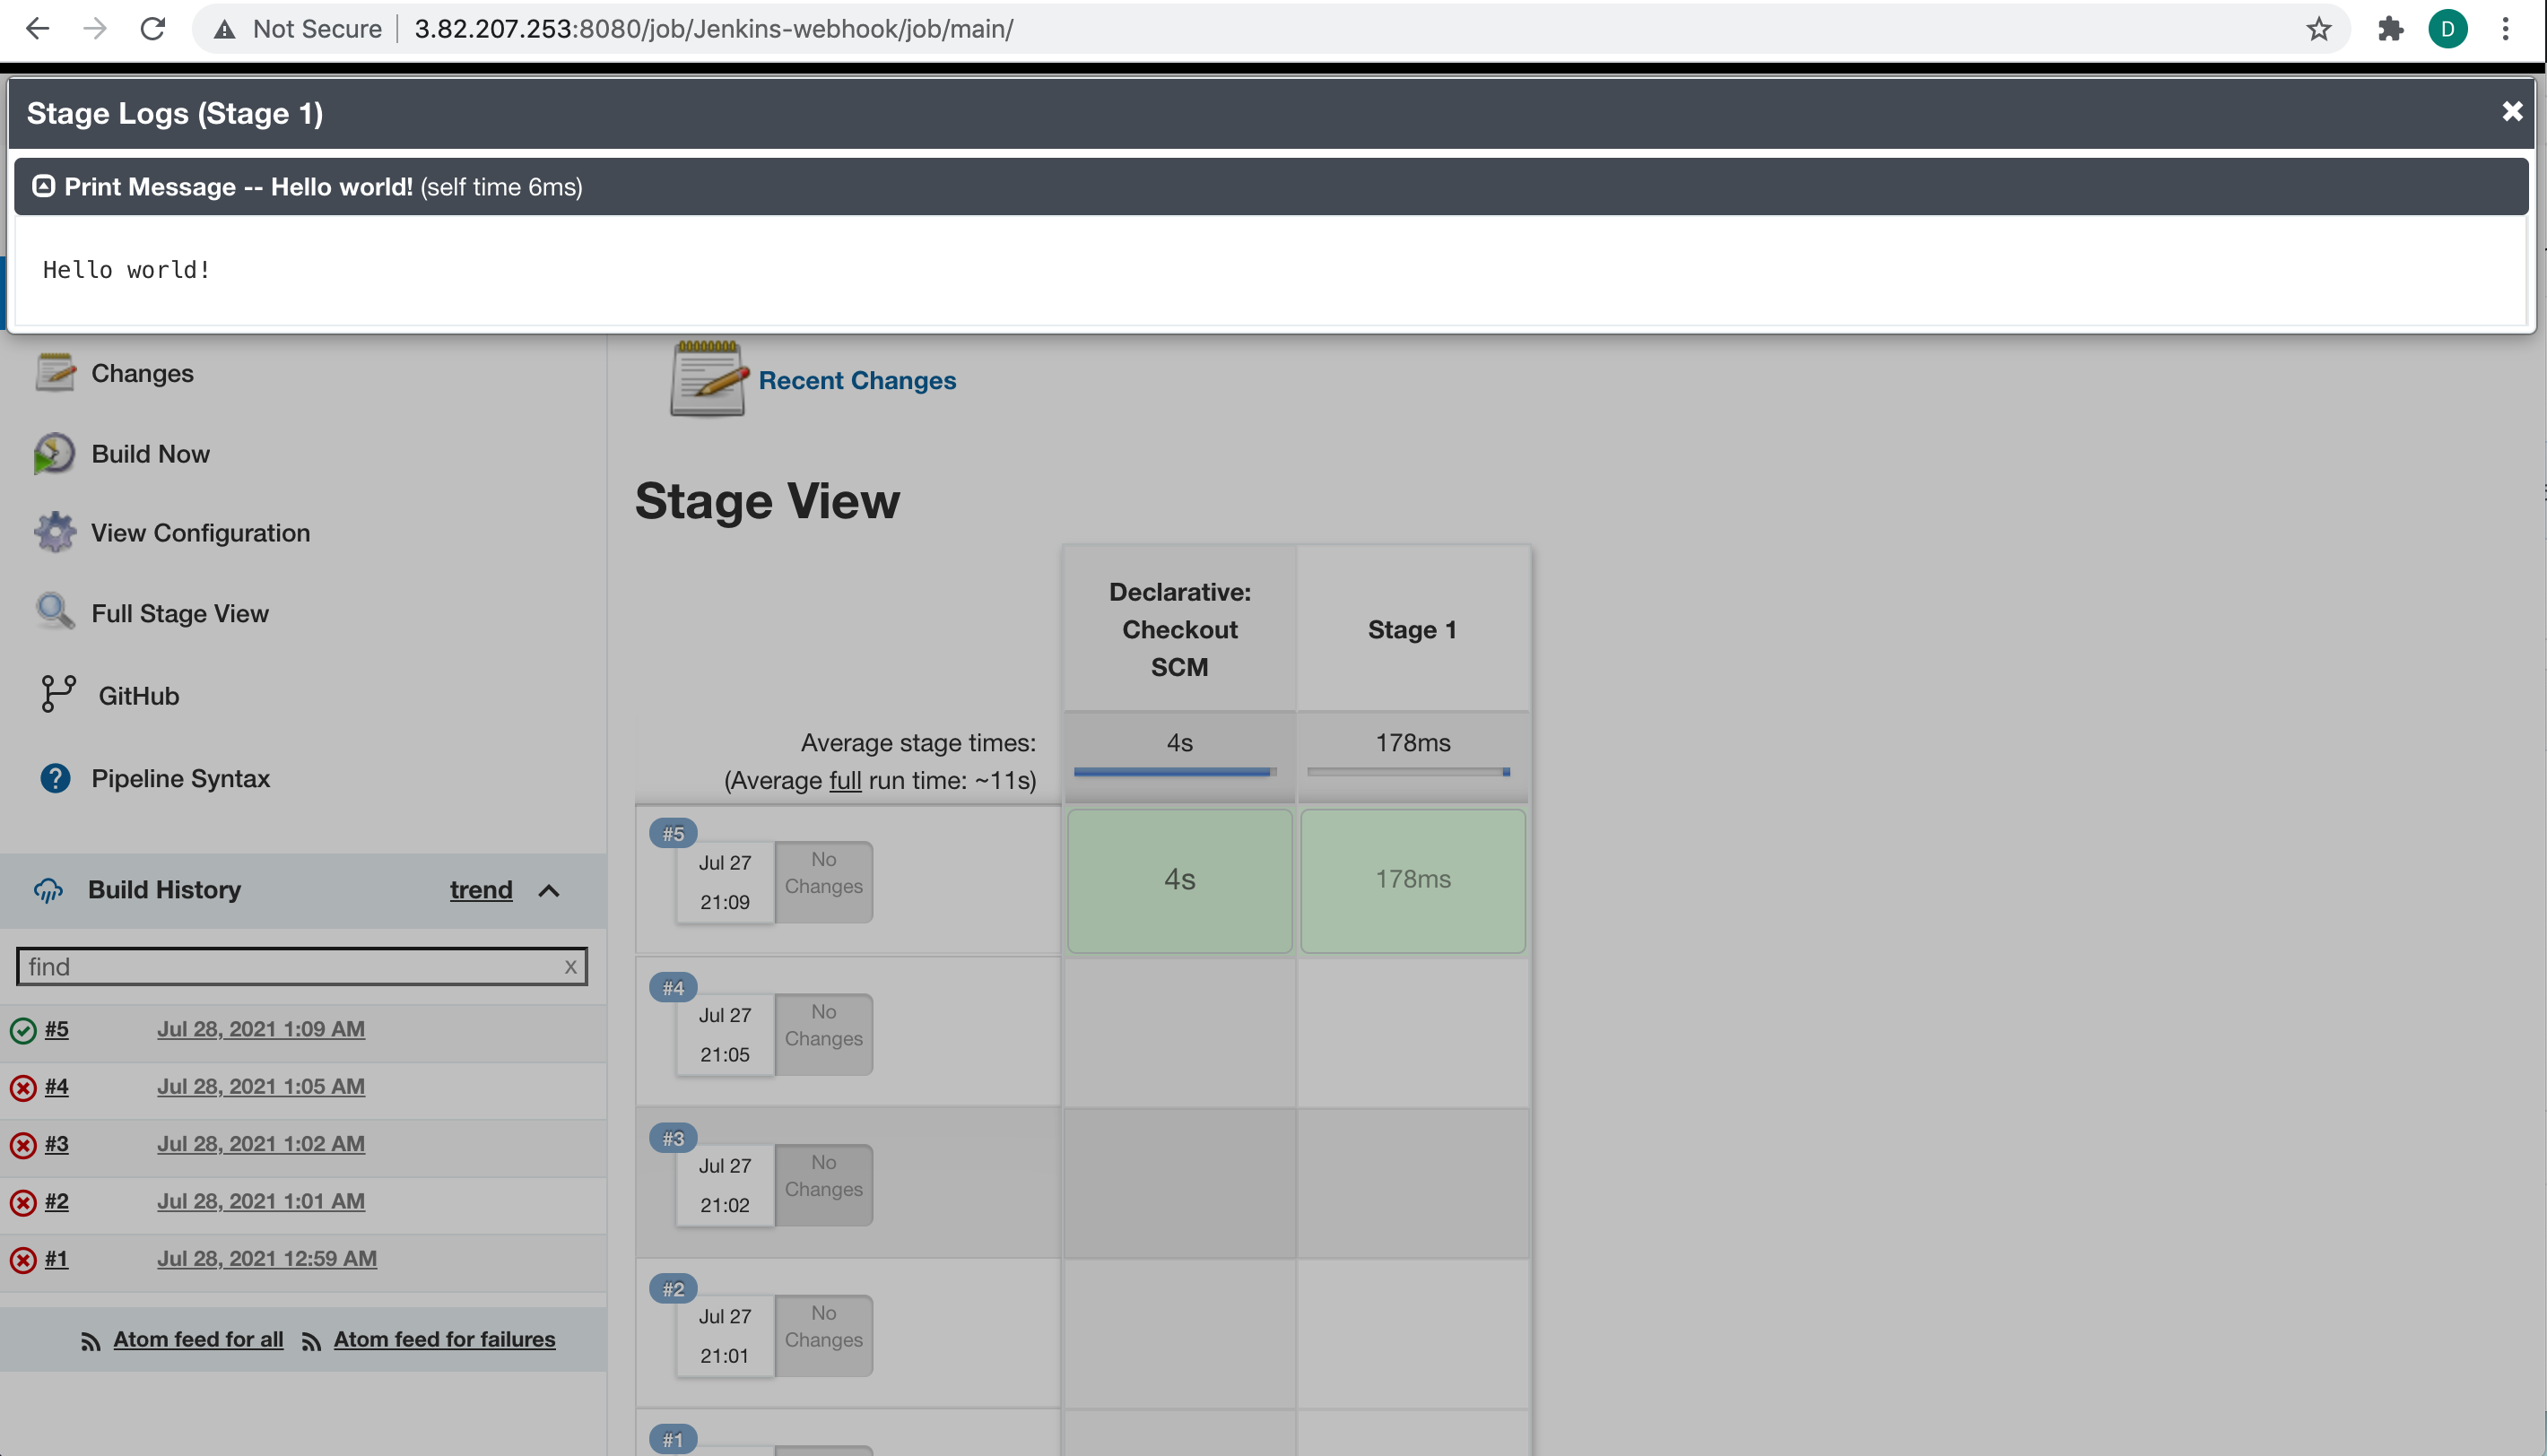 Not Secure 3.82.207.253:8080/job/Jenkins-webhook/job/main/
D
Stage Logs (Stage 1)
Print Message -- Hello world! (self time 6ms)
Hello world!
Changes
Build Now
View Configuration
Full Stage View
GitHub
Pipeline Syntax
Build History trend
find x
#5 Jul 28, 2021 1:09 AM
#4 Jul 28, 2021 1:05 AM
#3 Jul 28, 2021 1:02 AM
#2 Jul 28, 2021 1:01 AM
#1 Jul 28, 2021 12:59 AM
Atom feed for all Atom feed for failures
Recent Changes
Stage View
Declarative:
Checkout
SCM
Stage 1
Average stage times:
(Average full run time: ~11s)
4s
178ms
#5
Jul 27
21:09
No
Changes
4s
178ms
#4
Jul 27
21:05
No
Changes
#3
Jul 27
21:02
No
Changes
#2
Jul 27
21:01
No
Changes
#1